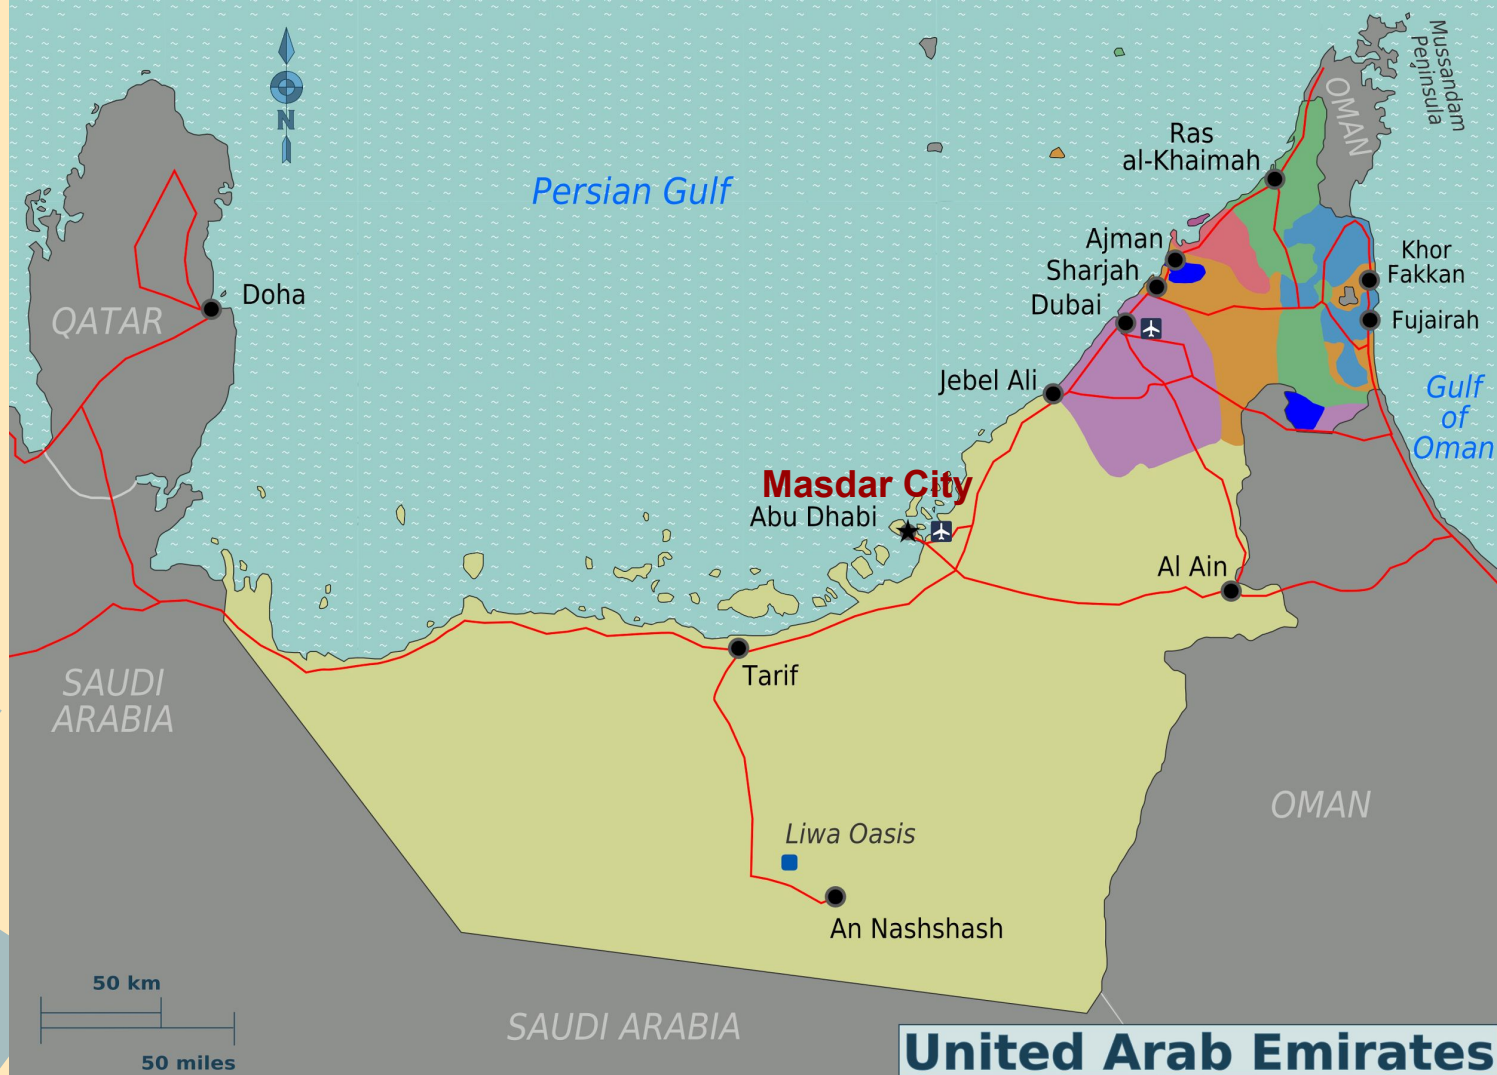 Mussandam
Peninsula
OMAN
Ras
al-Khaimah
N
Persian Gulf
Ajman
Sharjah
Dubai
Khor
Fakkan
Fujairah
Doha
QATAR
Jebel Ali
Gulf
of
Oman
Masdar City
Abu Dhabi
Al Ain
Tarif
SAUDI
ARABIA
OMAN
Liwa Oasis
An Nashshash
50 km
50 miles
SAUDI ARABIA
United Arab Emirates